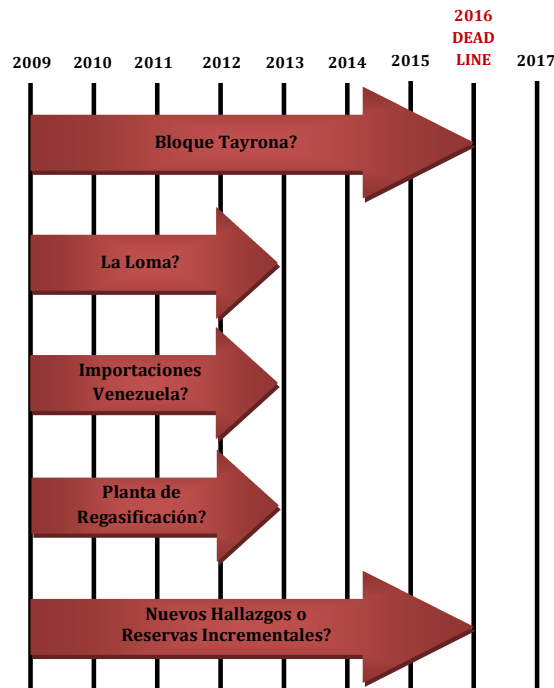 2016
DEAD
LINE
2009 2010 2011 2012 2013 2014 2015 2017
Bloque Tayrona?
La Loma?
Importaciones
Venezuela?
Planta de
Regasificación?
Nuevos Hallazgos o
Reservas Incrementales?